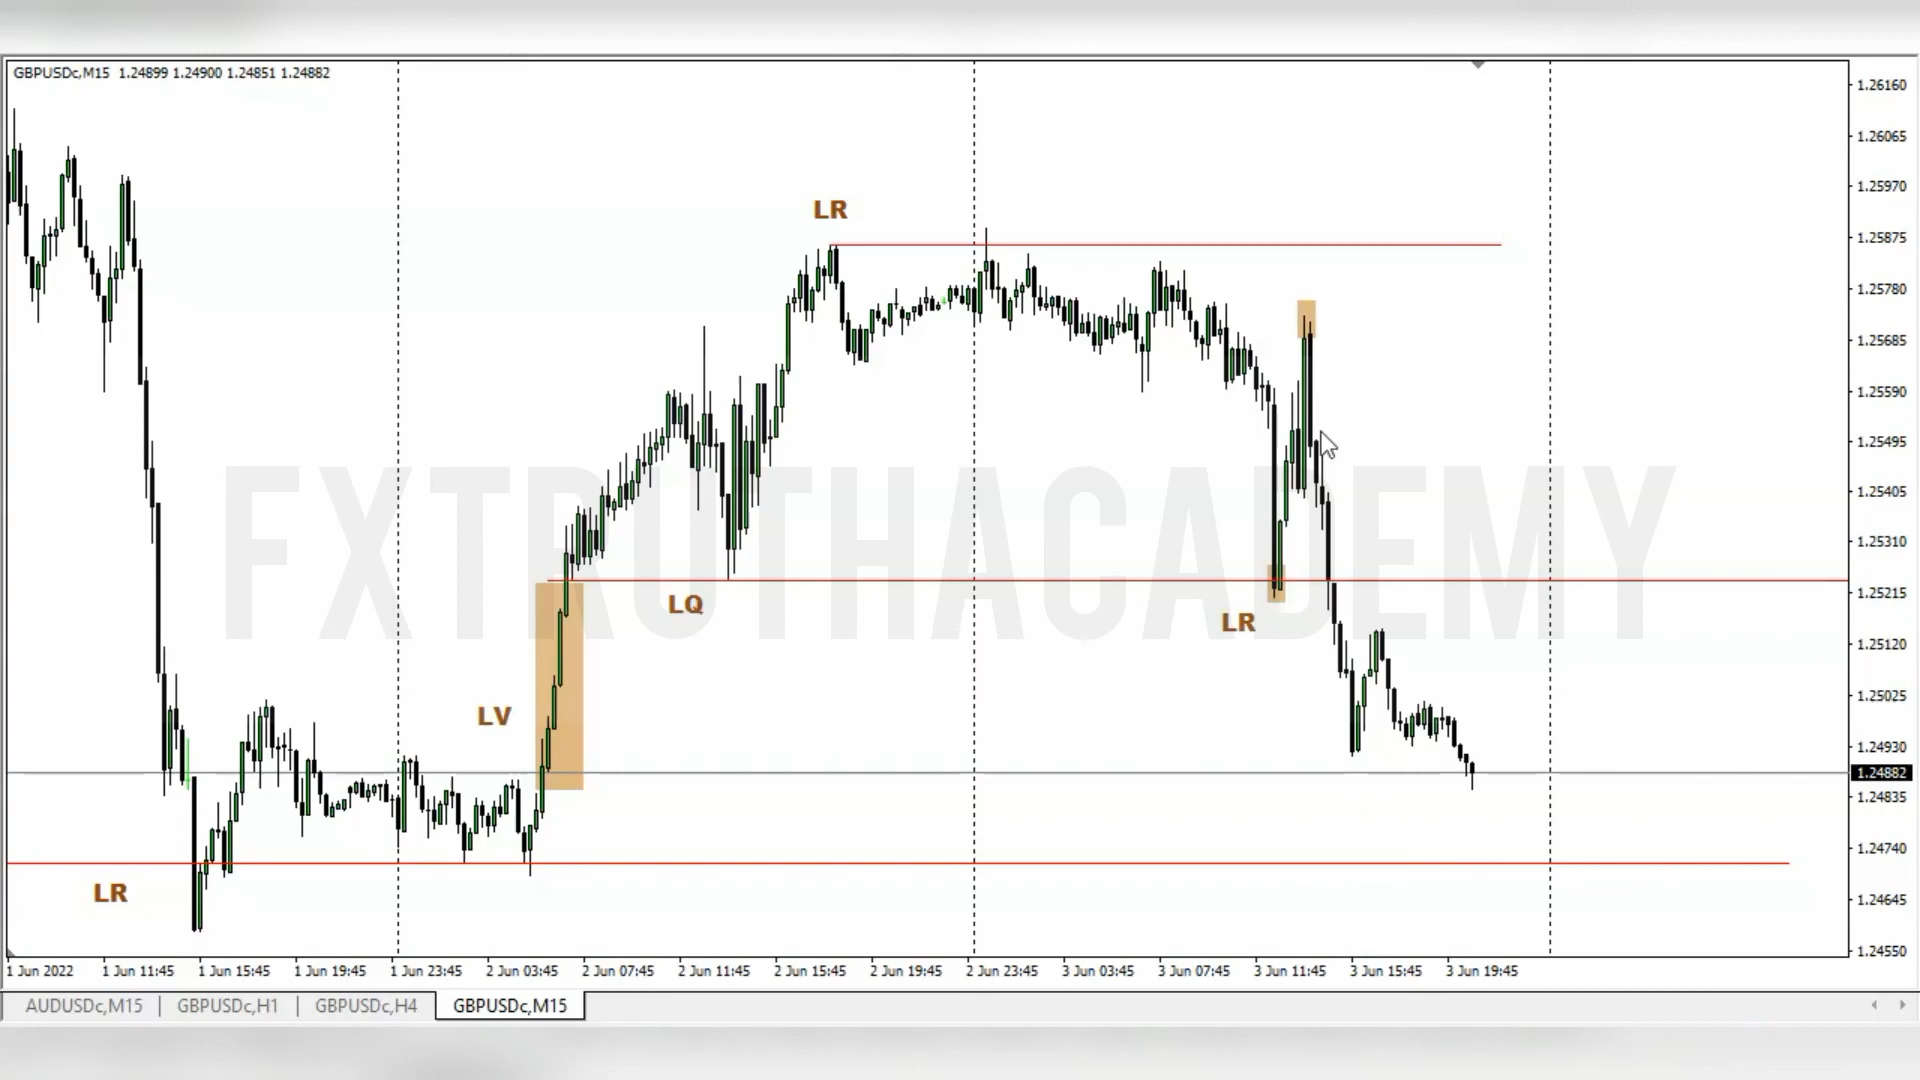 GBPUSDc,M15 1.24899 1.24900 1.24851 1.24882
1.26160
1.26065
1.25970
LR
1.25875
1.25780
1.25685
1.25590
1.25495
FXTRUTHACADEMY
1.25405
1.25310
1.25215
LQ
LR
1.25120
1.25025
LV
1.24930
1.24882
1.24835
1.24740
LR
1.24645
1.24550
1 Jun 2022 1 Jun 11:45 1 Jun 15:45 1 Jun 19:45 1 Jun 23:45 2 Jun 03:45 2 Jun 07:45 2 Jun 11:45 2 Jun 15:45 2 Jun 19:45 2 Jun 23:45 3 Jun 03:45 3 Jun 07:45 3 Jun 11:45 3 Jun 15:45 3 Jun 19:45
AUDUSDc,M15 | GBPUSDc,H1 | GBPUSDc,H4 GBPUSDc,M15